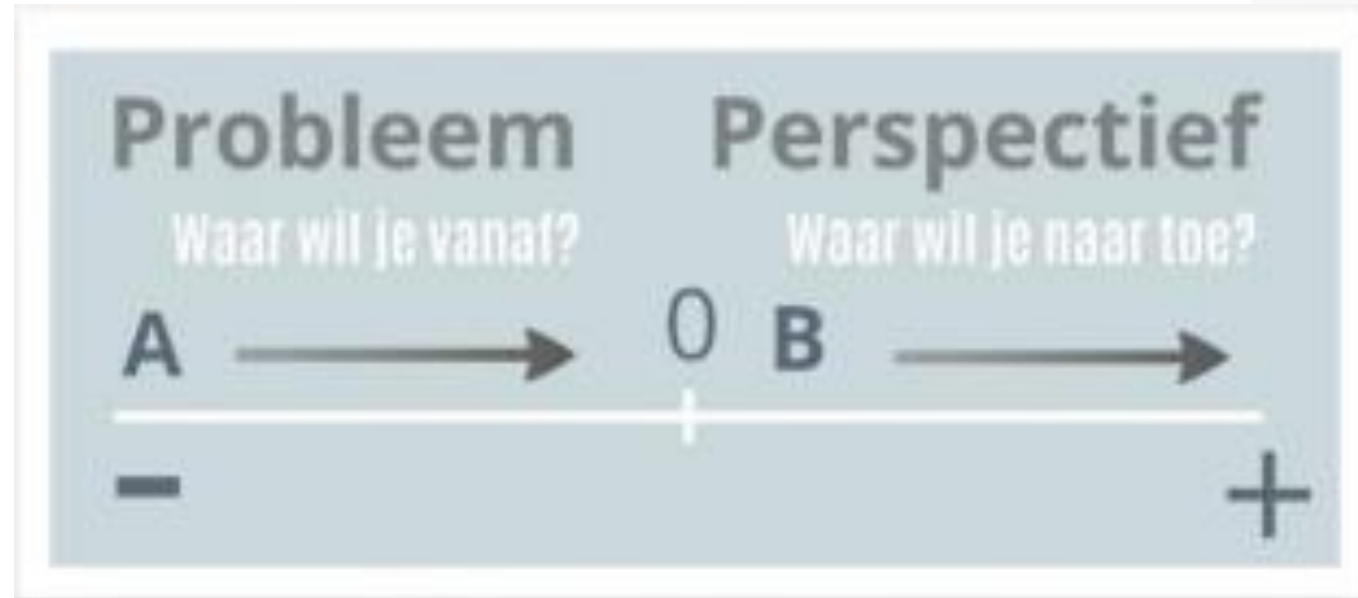 Probleem Perspectief
Waar wil je vanaf? Waar wil je naar toe?
A 0 B
- +